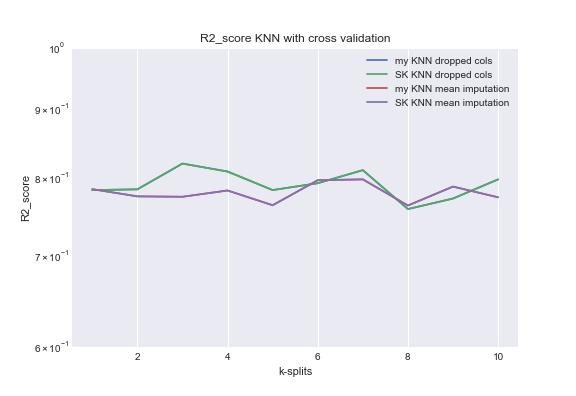 R2_score KNN with cross validation
10^0
9 × 10^-1
8 × 10^-1
7 × 10^-1
6 × 10^-1
R2_score
my KNN dropped cols
SK KNN dropped cols
my KNN mean imputation
SK KNN mean imputation
2 4 6 8 10
k-splits